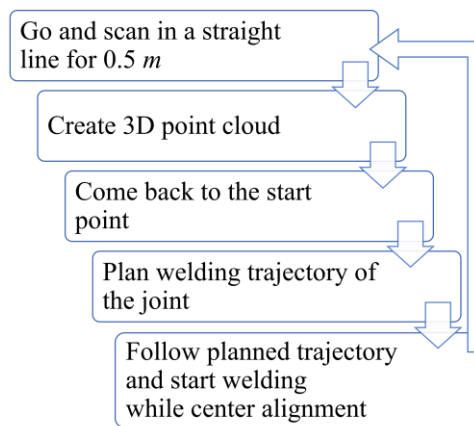 Go and scan in a straight
line for 0.5 m
Create 3D point cloud
Come back to the start
point
Plan welding trajectory of
the joint
Follow planned trajectory
and start welding
while center alignment